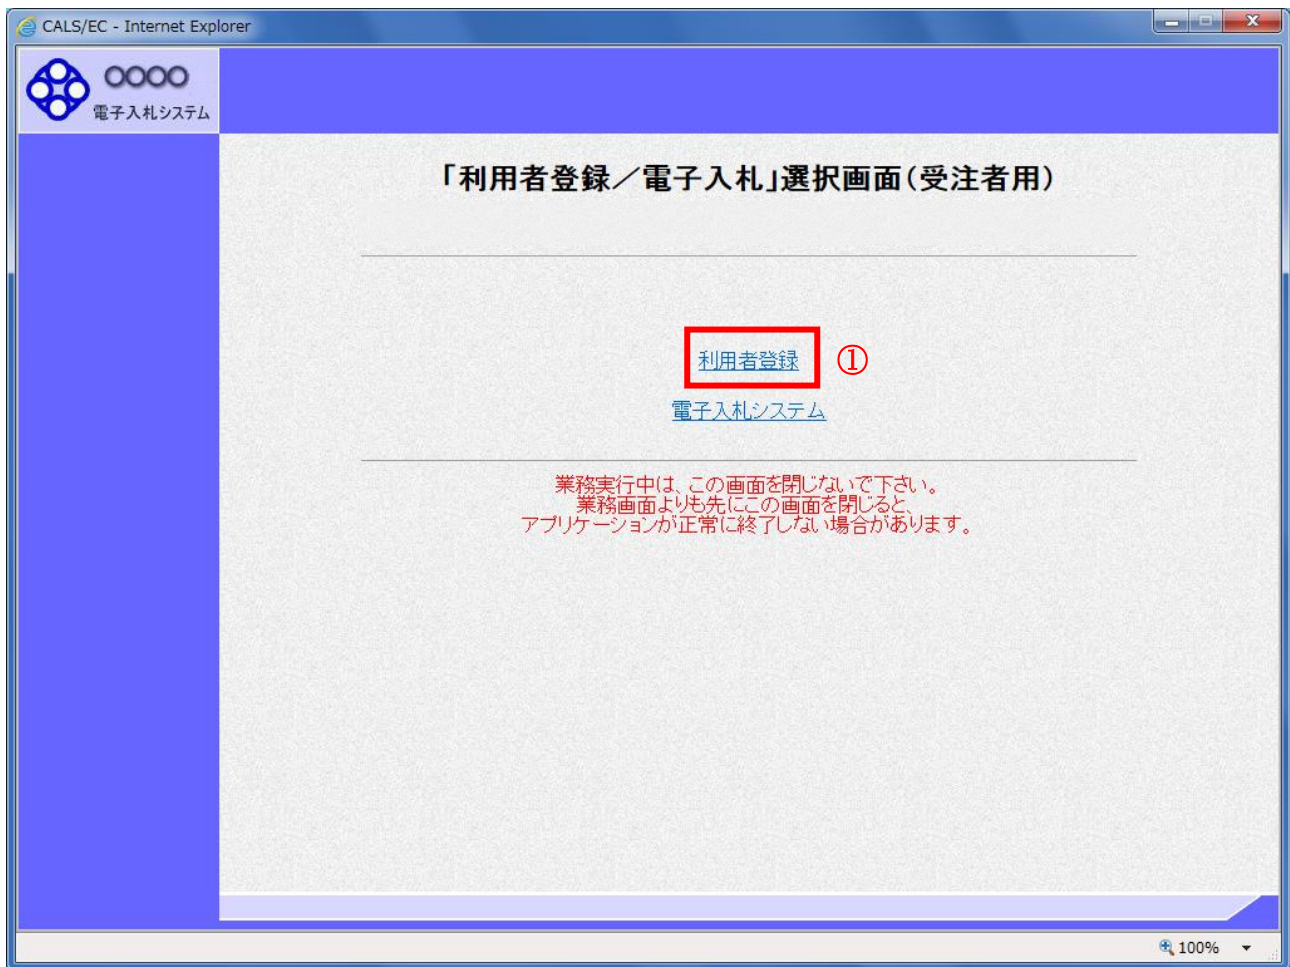 CALS/EC - Internet Explorer
○○○○
電子入札システム
「利用者登録／電子入札」選択画面（受注者用）
利用者登録 ①
電子入札システム
業務実行中は、この画面を閉じないで下さい。
業務画面よりも先にこの画面を閉じると、
アプリケーションが正常に終了しない場合があります。
100%